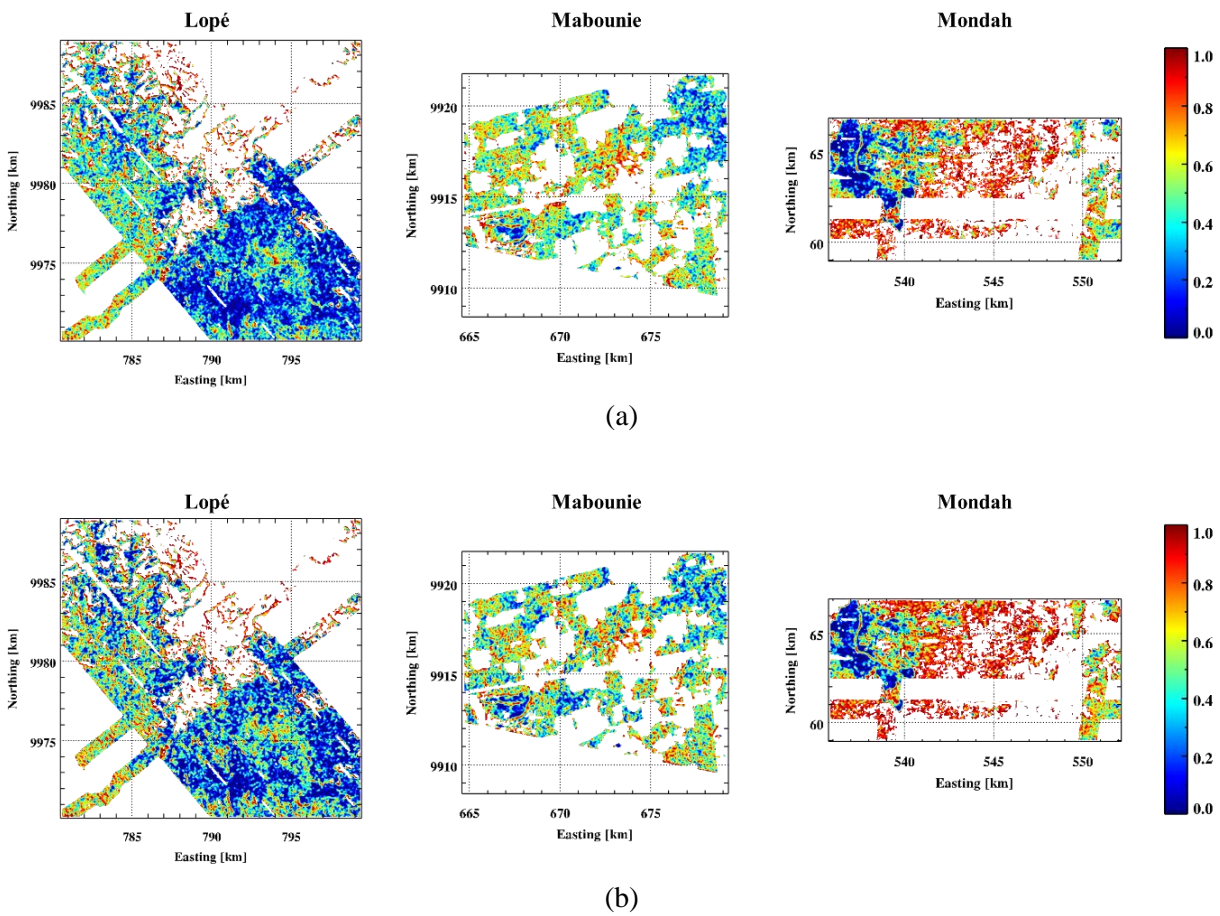 Lopé
Mabounie
Mondah
Northing [km]
9985
9980
9975
785
790
795
Easting [km]
Northing [km]
9920
9915
9910
665
670
675
Easting [km]
Northing [km]
65
60
540
545
550
Easting [km]
1.0
0.8
0.6
0.4
0.2
0.0
(a)
Lopé
Mabounie
Mondah
Northing [km]
9985
9980
9975
785
790
795
Easting [km]
Northing [km]
9920
9915
9910
665
670
675
Easting [km]
Northing [km]
65
60
540
545
550
Easting [km]
1.0
0.8
0.6
0.4
0.2
0.0
(b)